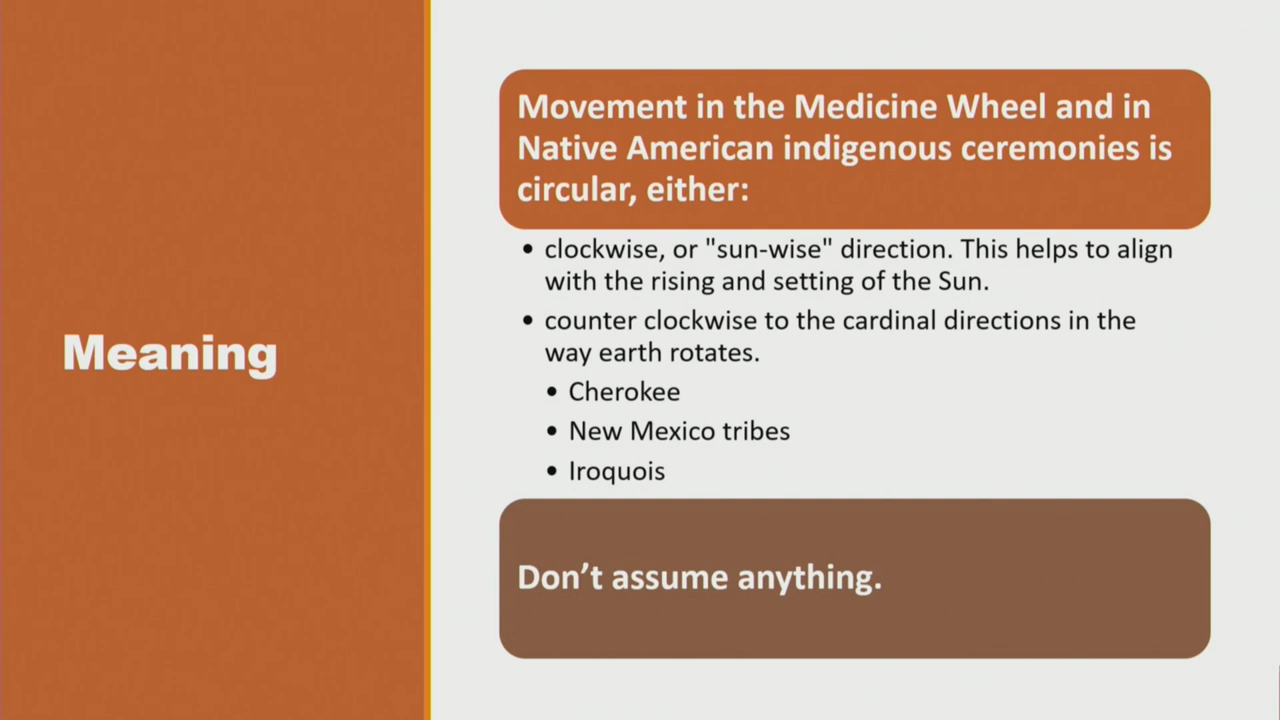 Meaning
Movement in the Medicine Wheel and in
Native American indigenous ceremonies is
circular, either:
• clockwise, or "sun-wise" direction. This helps to align
with the rising and setting of the Sun.
• counter clockwise to the cardinal directions in the
way earth rotates.
• Cherokee
• New Mexico tribes
• Iroquois
Don’t assume anything.